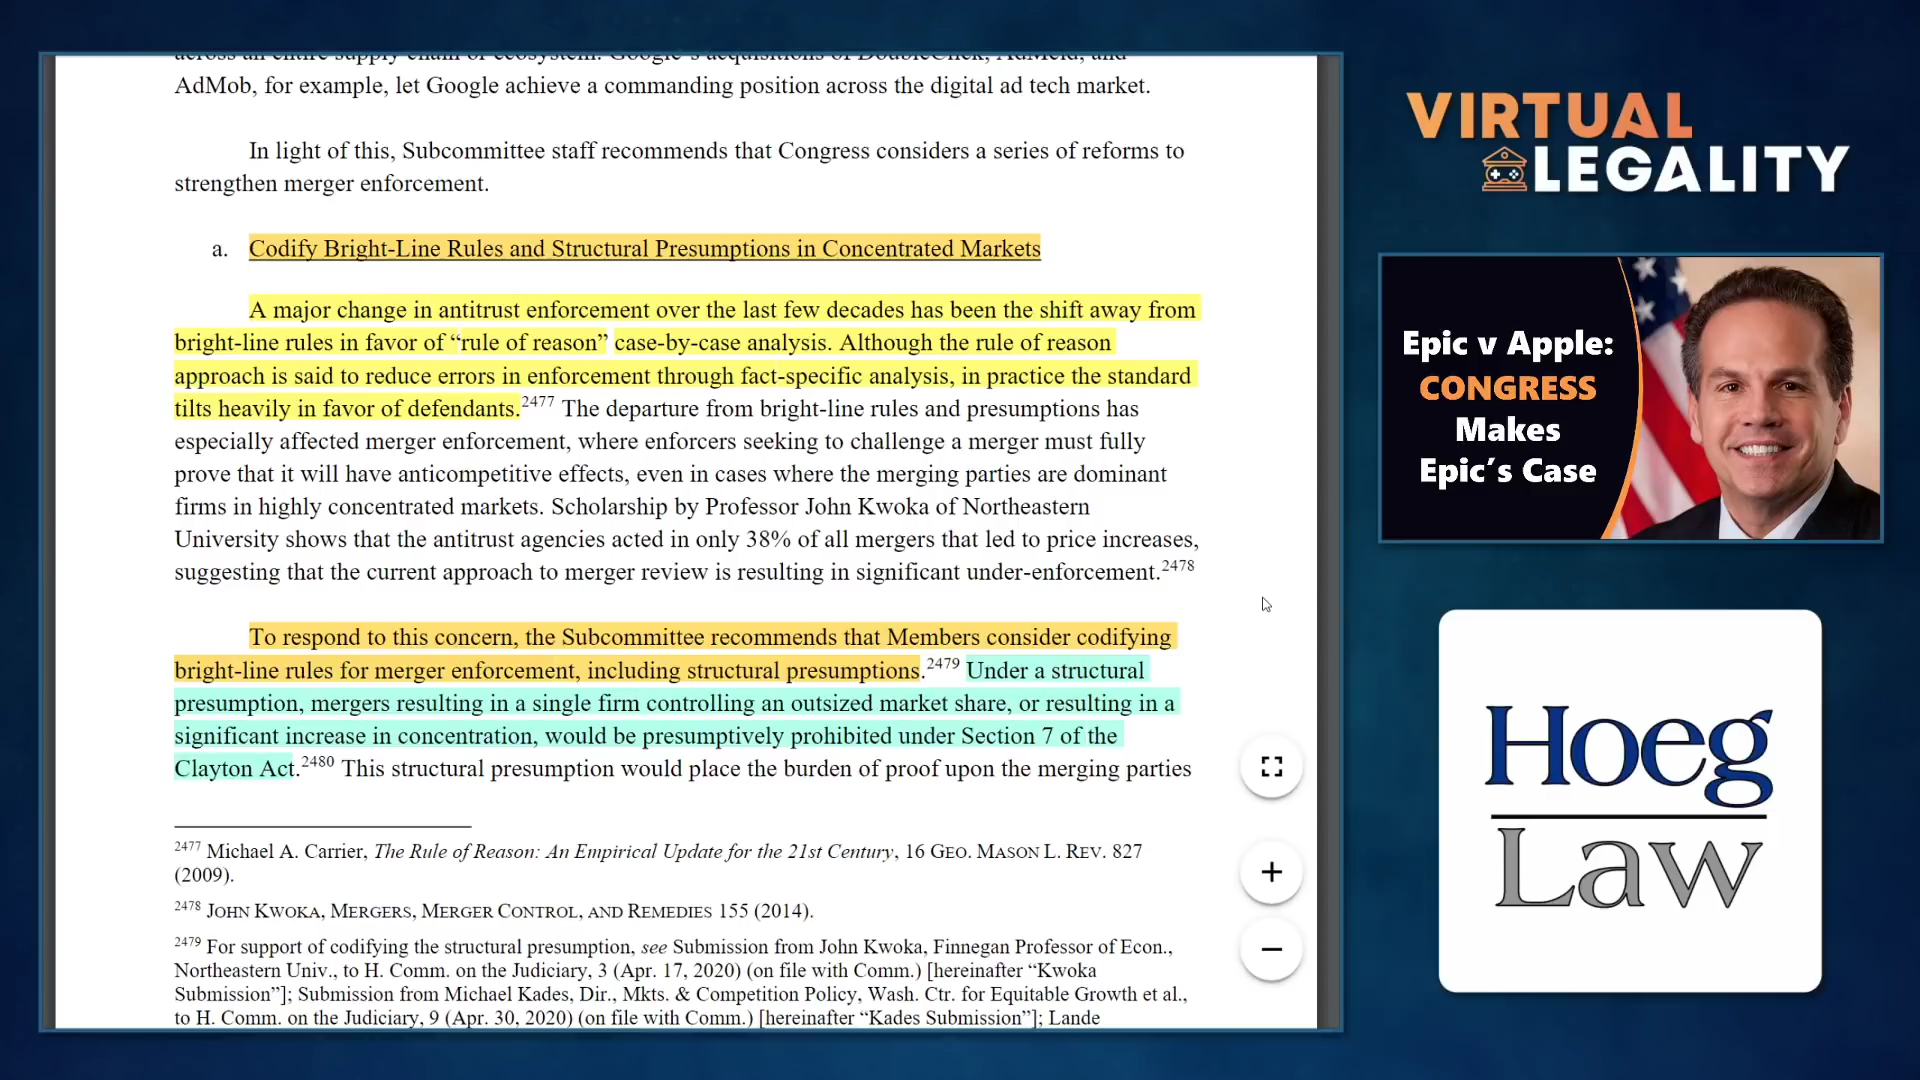 across an entire supply chain or ecosystem. Google's acquisitions of DoubleClick, AdMeld, and
AdMob, for example, let Google achieve a commanding position across the digital ad tech market.
In light of this, Subcommittee staff recommends that Congress considers a series of reforms to
strengthen merger enforcement.
a. Codify Bright-Line Rules and Structural Presumptions in Concentrated Markets
A major change in antitrust enforcement over the last few decades has been the shift away from
bright-line rules in favor of “rule of reason” case-by-case analysis. Although the rule of reason
approach is said to reduce errors in enforcement through fact-specific analysis, in practice the standard
tilts heavily in favor of defendants.2477 The departure from bright-line rules and presumptions has
especially affected merger enforcement, where enforcers seeking to challenge a merger must fully
prove that it will have anticompetitive effects, even in cases where the merging parties are dominant
firms in highly concentrated markets. Scholarship by Professor John Kwoka of Northeastern
University shows that the antitrust agencies acted in only 38% of all mergers that led to price increases,
suggesting that the current approach to merger review is resulting in significant under-enforcement.2478
To respond to this concern, the Subcommittee recommends that Members consider codifying
bright-line rules for merger enforcement, including structural presumptions.2479 Under a structural
presumption, mergers resulting in a single firm controlling an outsized market share, or resulting in a
significant increase in concentration, would be presumptively prohibited under Section 7 of the
Clayton Act.2480 This structural presumption would place the burden of proof upon the merging parties
2477 Michael A. Carrier, The Rule of Reason: An Empirical Update for the 21st Century, 16 GEO. MASON L. REV. 827
(2009).
2478 JOHN KWOKA, MERGERS, MERGER CONTROL, AND REMEDIES 155 (2014).
2479 For support of codifying the structural presumption, see Submission from John Kwoka, Finnegan Professor of Econ.,
Northeastern Univ., to H. Comm. on the Judiciary, 3 (Apr. 17, 2020) (on file with Comm.) [hereinafter “Kwoka
Submission”]; Submission from Michael Kades, Dir., Mkts. & Competition Policy, Wash. Ctr. for Equitable Growth et al.,
to H. Comm. on the Judiciary, 9 (Apr. 30, 2020) (on file with Comm.) [hereinafter “Kades Submission”]; Lande
VIRTUAL
LEGALITY
Epic v Apple:
CONGRESS
Makes
Epic's Case
Hoeg
Law